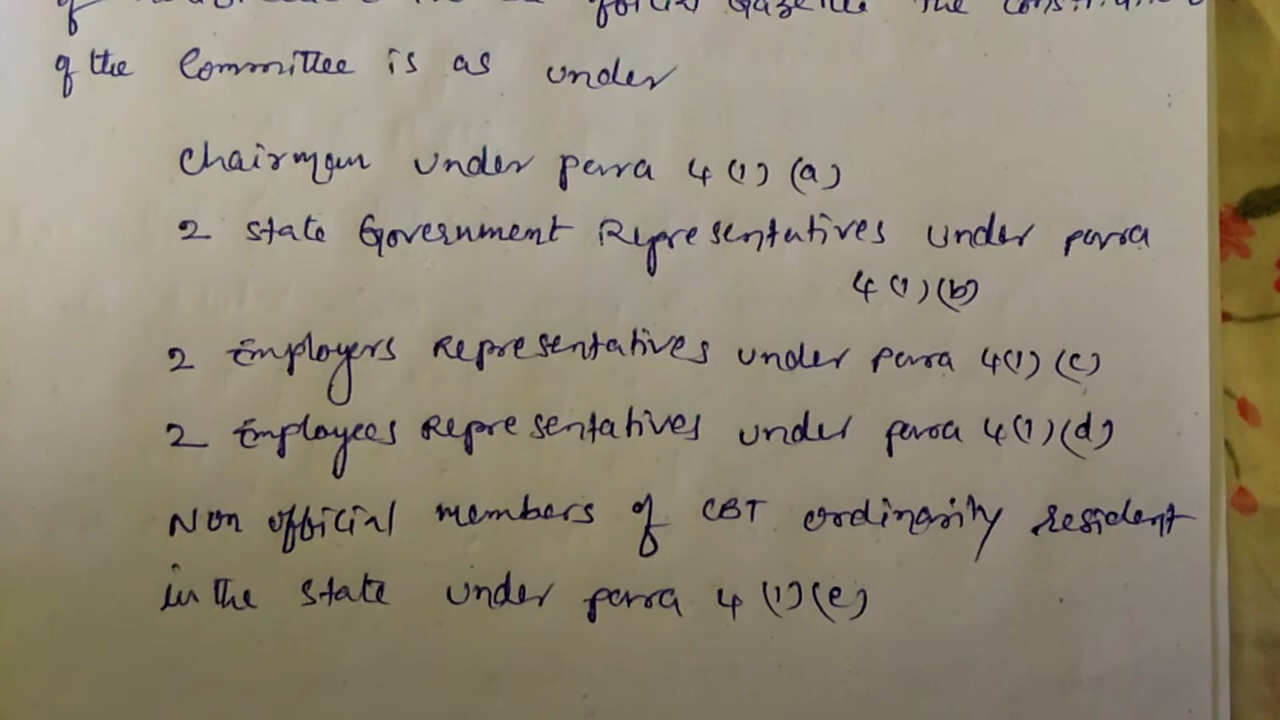 of the Committee is as under
Chairman under para 4(1) (a)
2 State Government Representatives under para
4(1)(b)
2 Employers Representatives under para 4(1) (c)
2 Employees Representatives under para 4(1)(d)
Non official members of CBT ordinarity resident
in the state under para 4(1)(e)